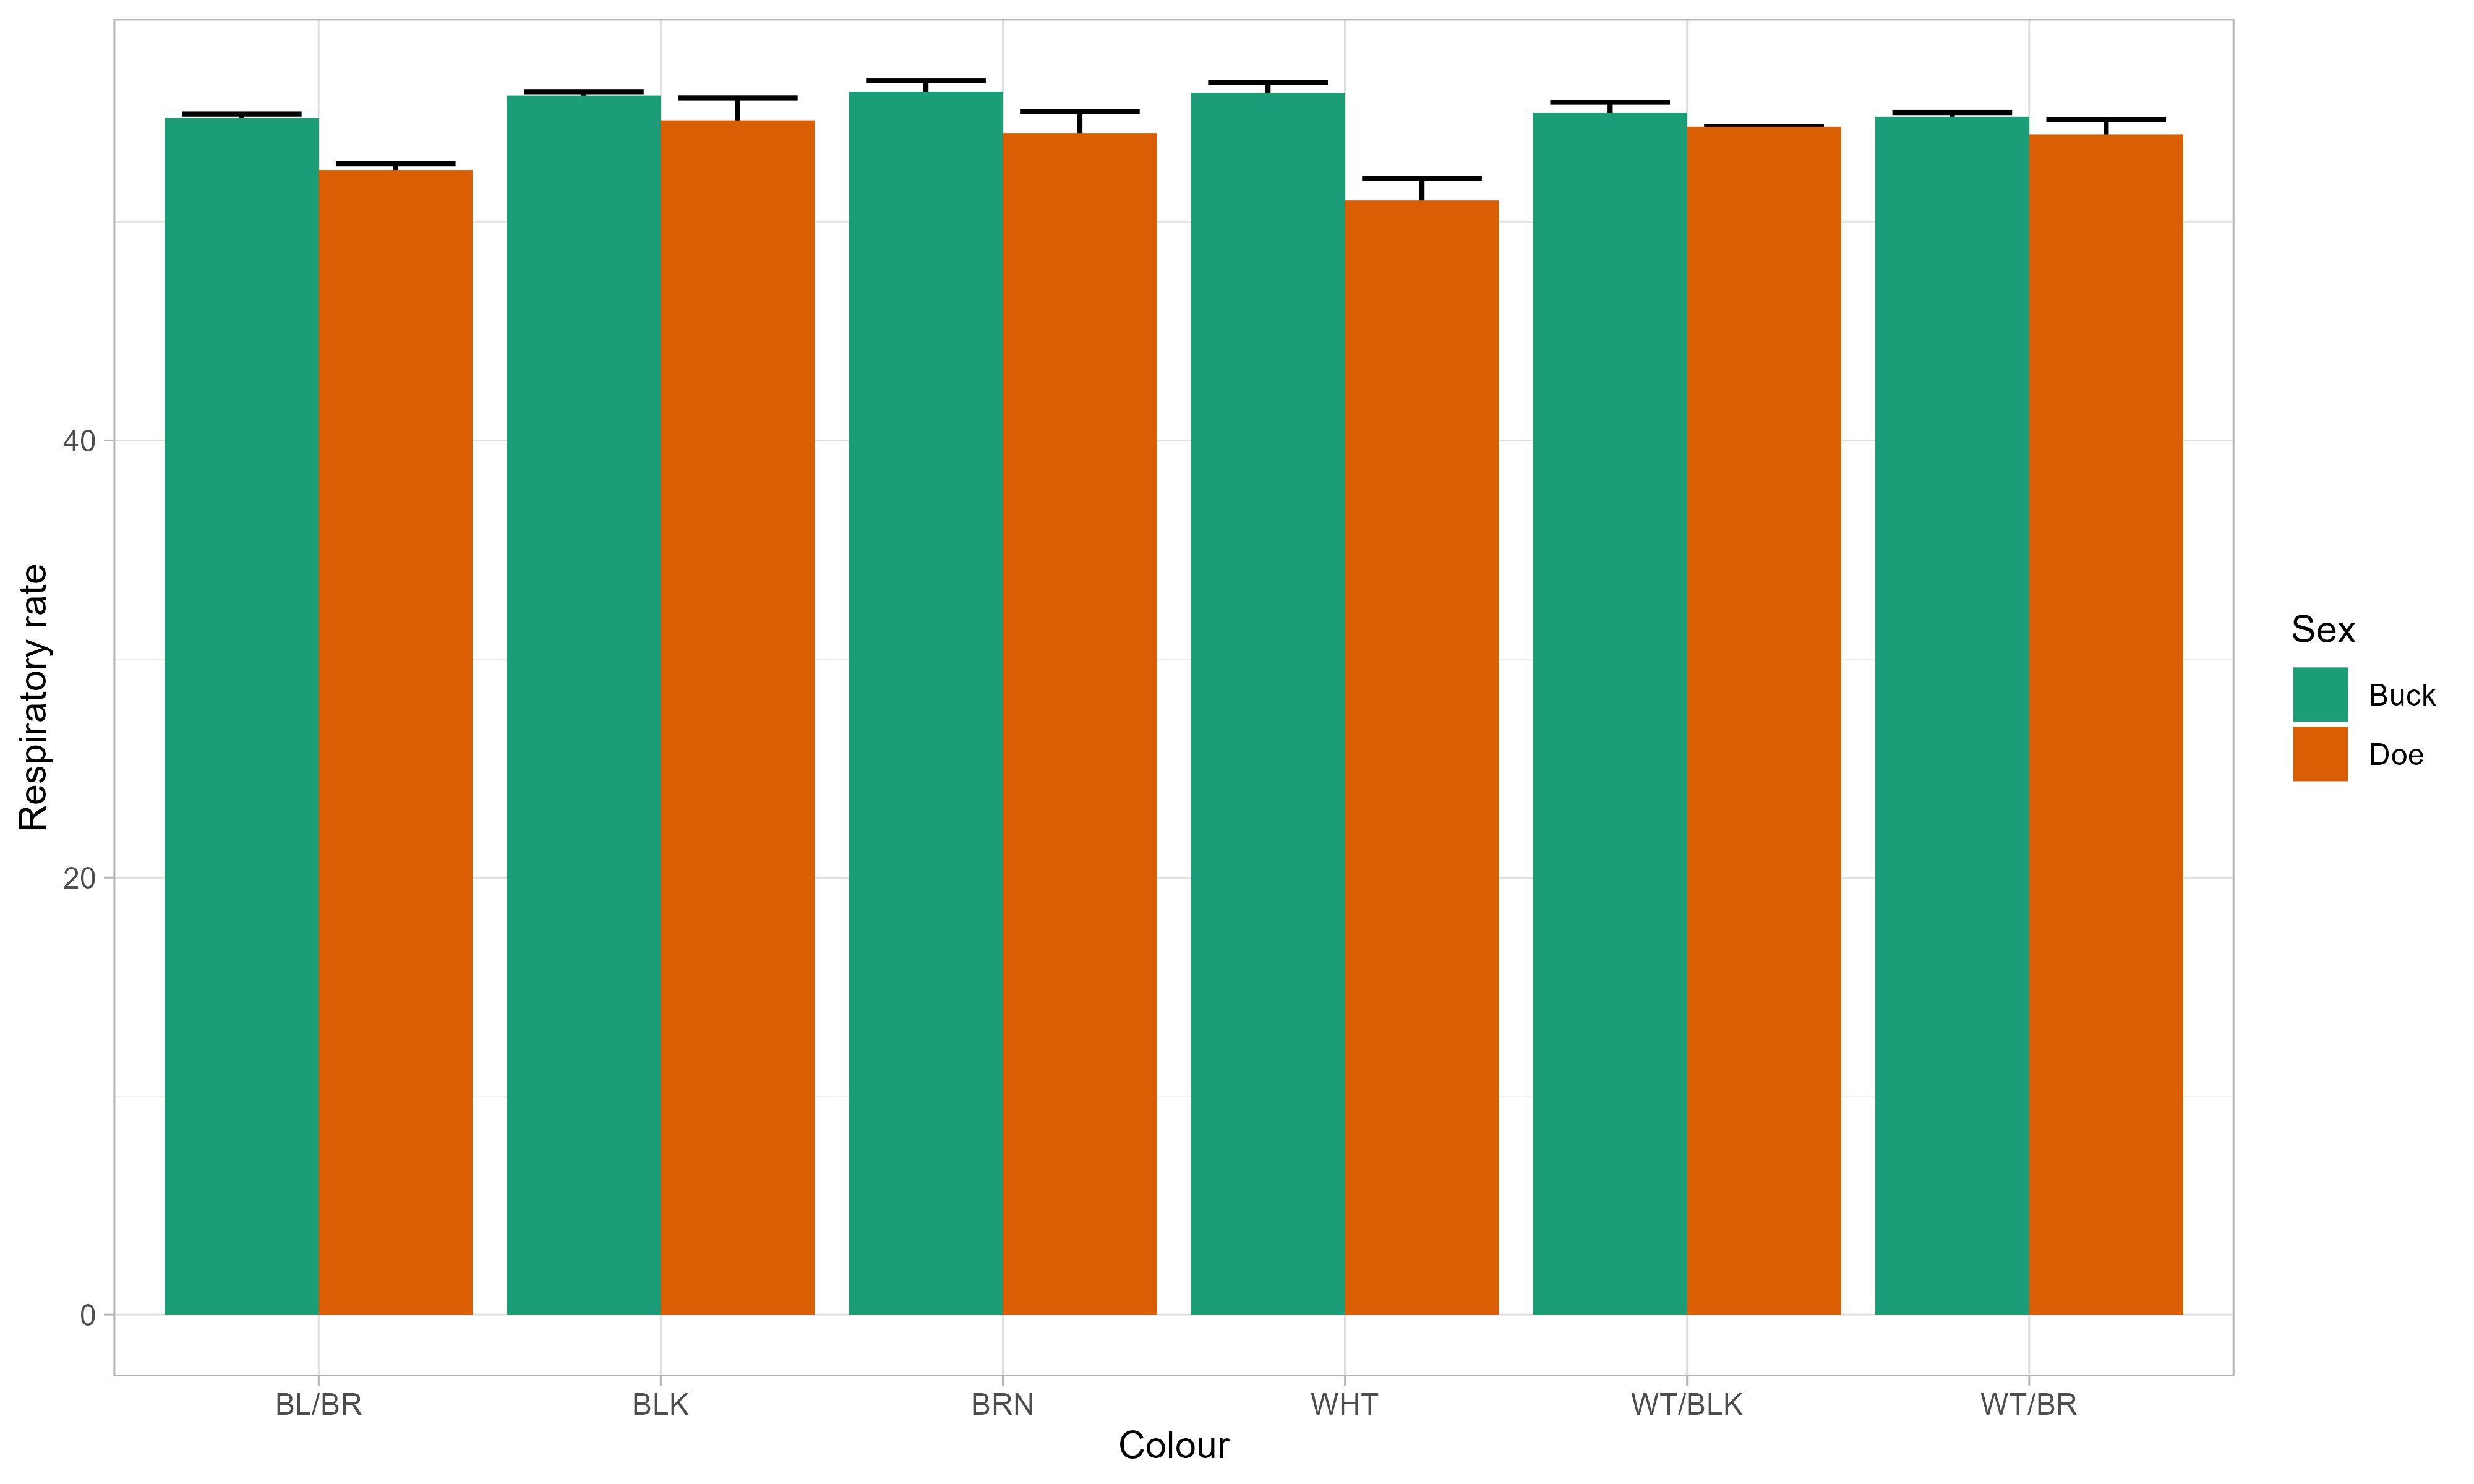 40
20
0
Respiratory rate
BL/BR BLK BRN WHT WT/BLK WT/BR
Colour
Sex
Buck
Doe